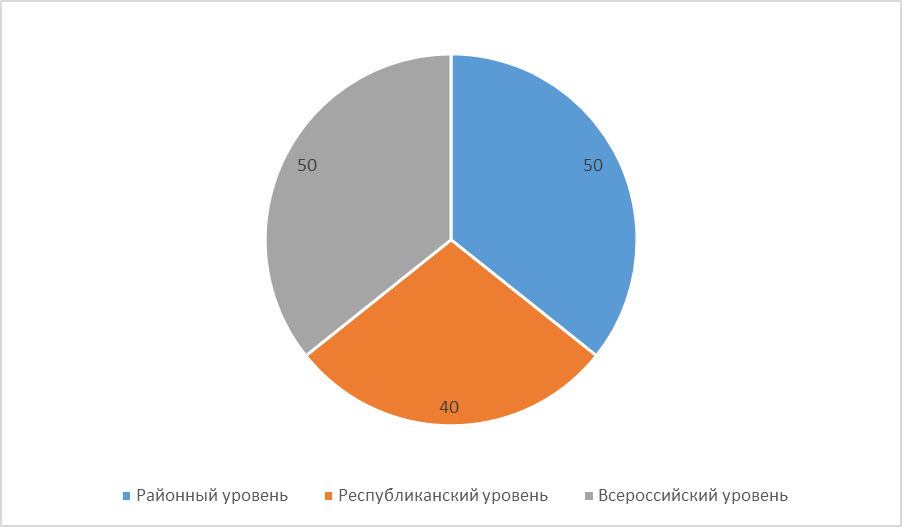 50
50
40
Районный уровень
Республиканский уровень
Всероссийский уровень